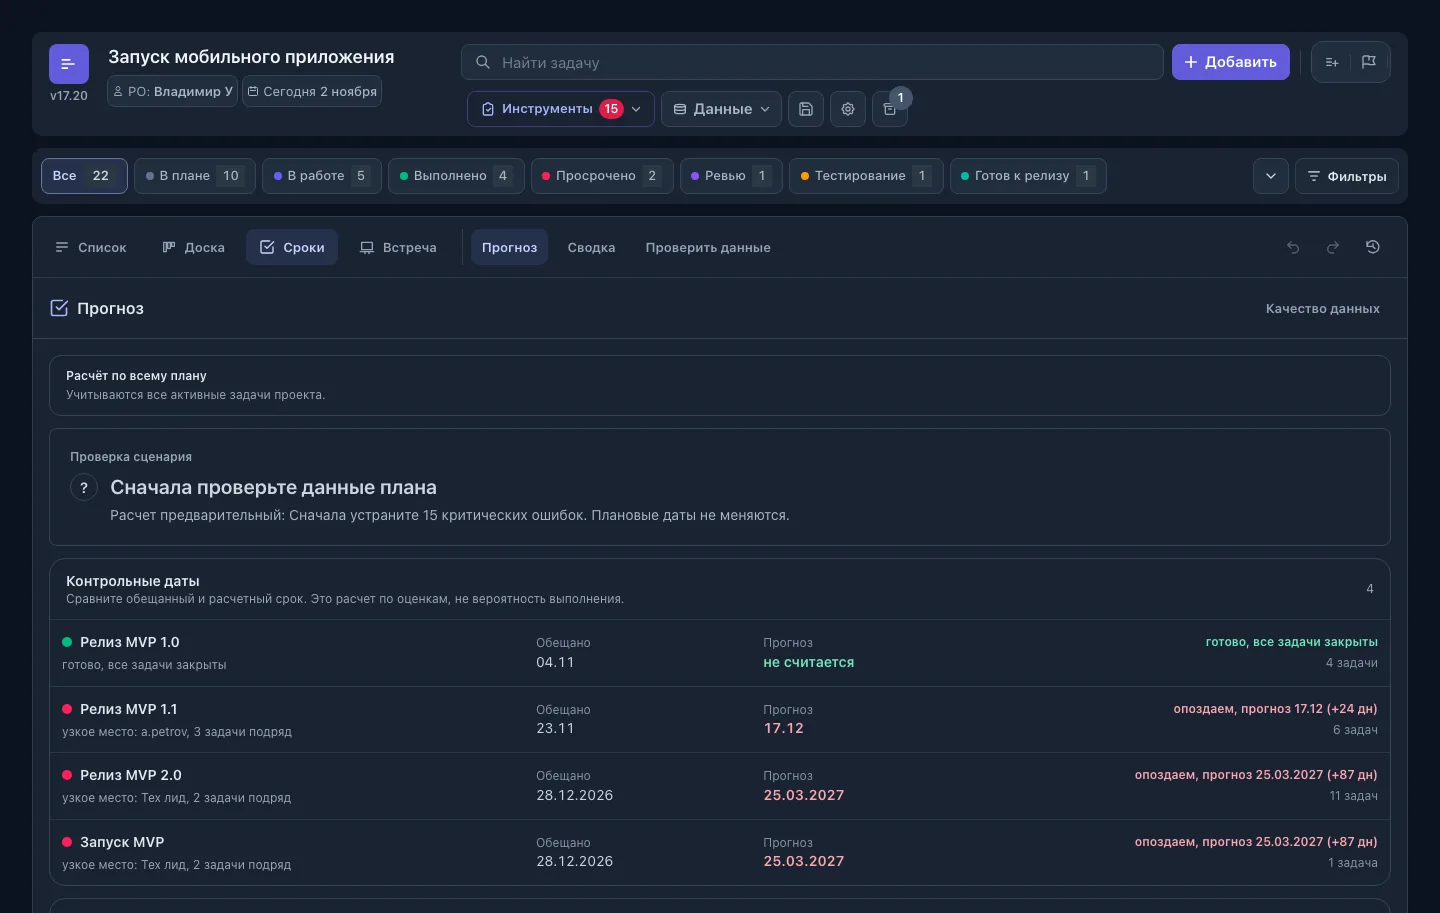 Запуск мобильного приложения
v17.20
PO: Владимир У
Сегодня 2 ноября
Найти задачу
Добавить
Инструменты 15
Данные
1
Все 22
В плане 10
В работе 5
Выполнено 4
Просрочено 2
Ревью 1
Тестирование 1
Готов к релизу 1
Фильтры
Список
Доска
Сроки
Встреча
Прогноз
Сводка
Проверить данные
Прогноз
Качество данных
Расчёт по всему плану
Учитываются все активные задачи проекта.
Проверка сценария
? Сначала проверьте данные плана
Расчет предварительный: Сначала устраните 15 критических ошибок. Плановые даты не меняются.
Контрольные даты
Сравните обещанный и расчетный срок. Это расчет по оценкам, не вероятность выполнения.
4
Релиз MVP 1.0
готово, все задачи закрыты
Обещано
04.11
Прогноз
не считается
готово, все задачи закрыты
4 задачи
Релиз MVP 1.1
узкое место: a.petrov, 3 задачи подряд
Обещано
23.11
Прогноз
17.12
опоздаем, прогноз 17.12 (+24 дн)
6 задач
Релиз MVP 2.0
узкое место: Тех лид, 2 задачи подряд
Обещано
28.12.2026
Прогноз
25.03.2027
опоздаем, прогноз 25.03.2027 (+87 дн)
11 задач
Запуск MVP
узкое место: Тех лид, 2 задачи подряд
Обещано
28.12.2026
Прогноз
25.03.2027
опоздаем, прогноз 25.03.2027 (+87 дн)
1 задача